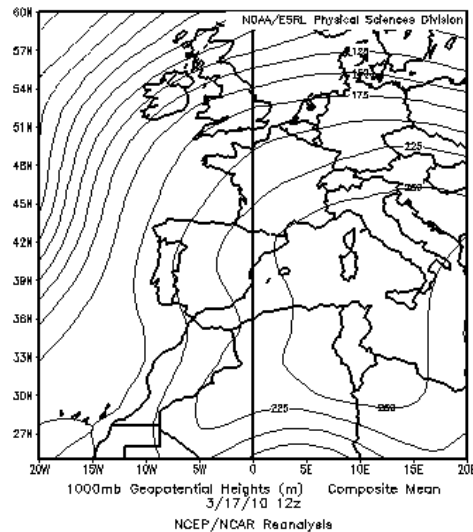 NOAA/ESRL Physical Sciences Division
60N
57N
54N
51N
48N
45N
42N
39N
36N
33N
30N
27N
125
150
175
225
250
225
250
20W 15W 10W 5W 0 5E 10E 15E 20E
1000mb Geopotential Heights (m) Composite Mean
3/17/10 12z
NCEP/NCAR Reanalysis